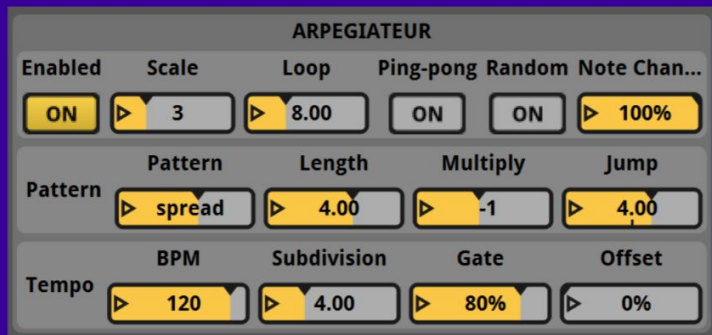 ARPEGIATEUR
Enabled Scale Loop Ping-pong Random Note Chan...
ON 3 8.00 ON ON 100%
Pattern Length Multiply Jump
Pattern spread 4.00 -1 4.00
BPM Subdivision Gate Offset
Tempo 120 4.00 80% 0%